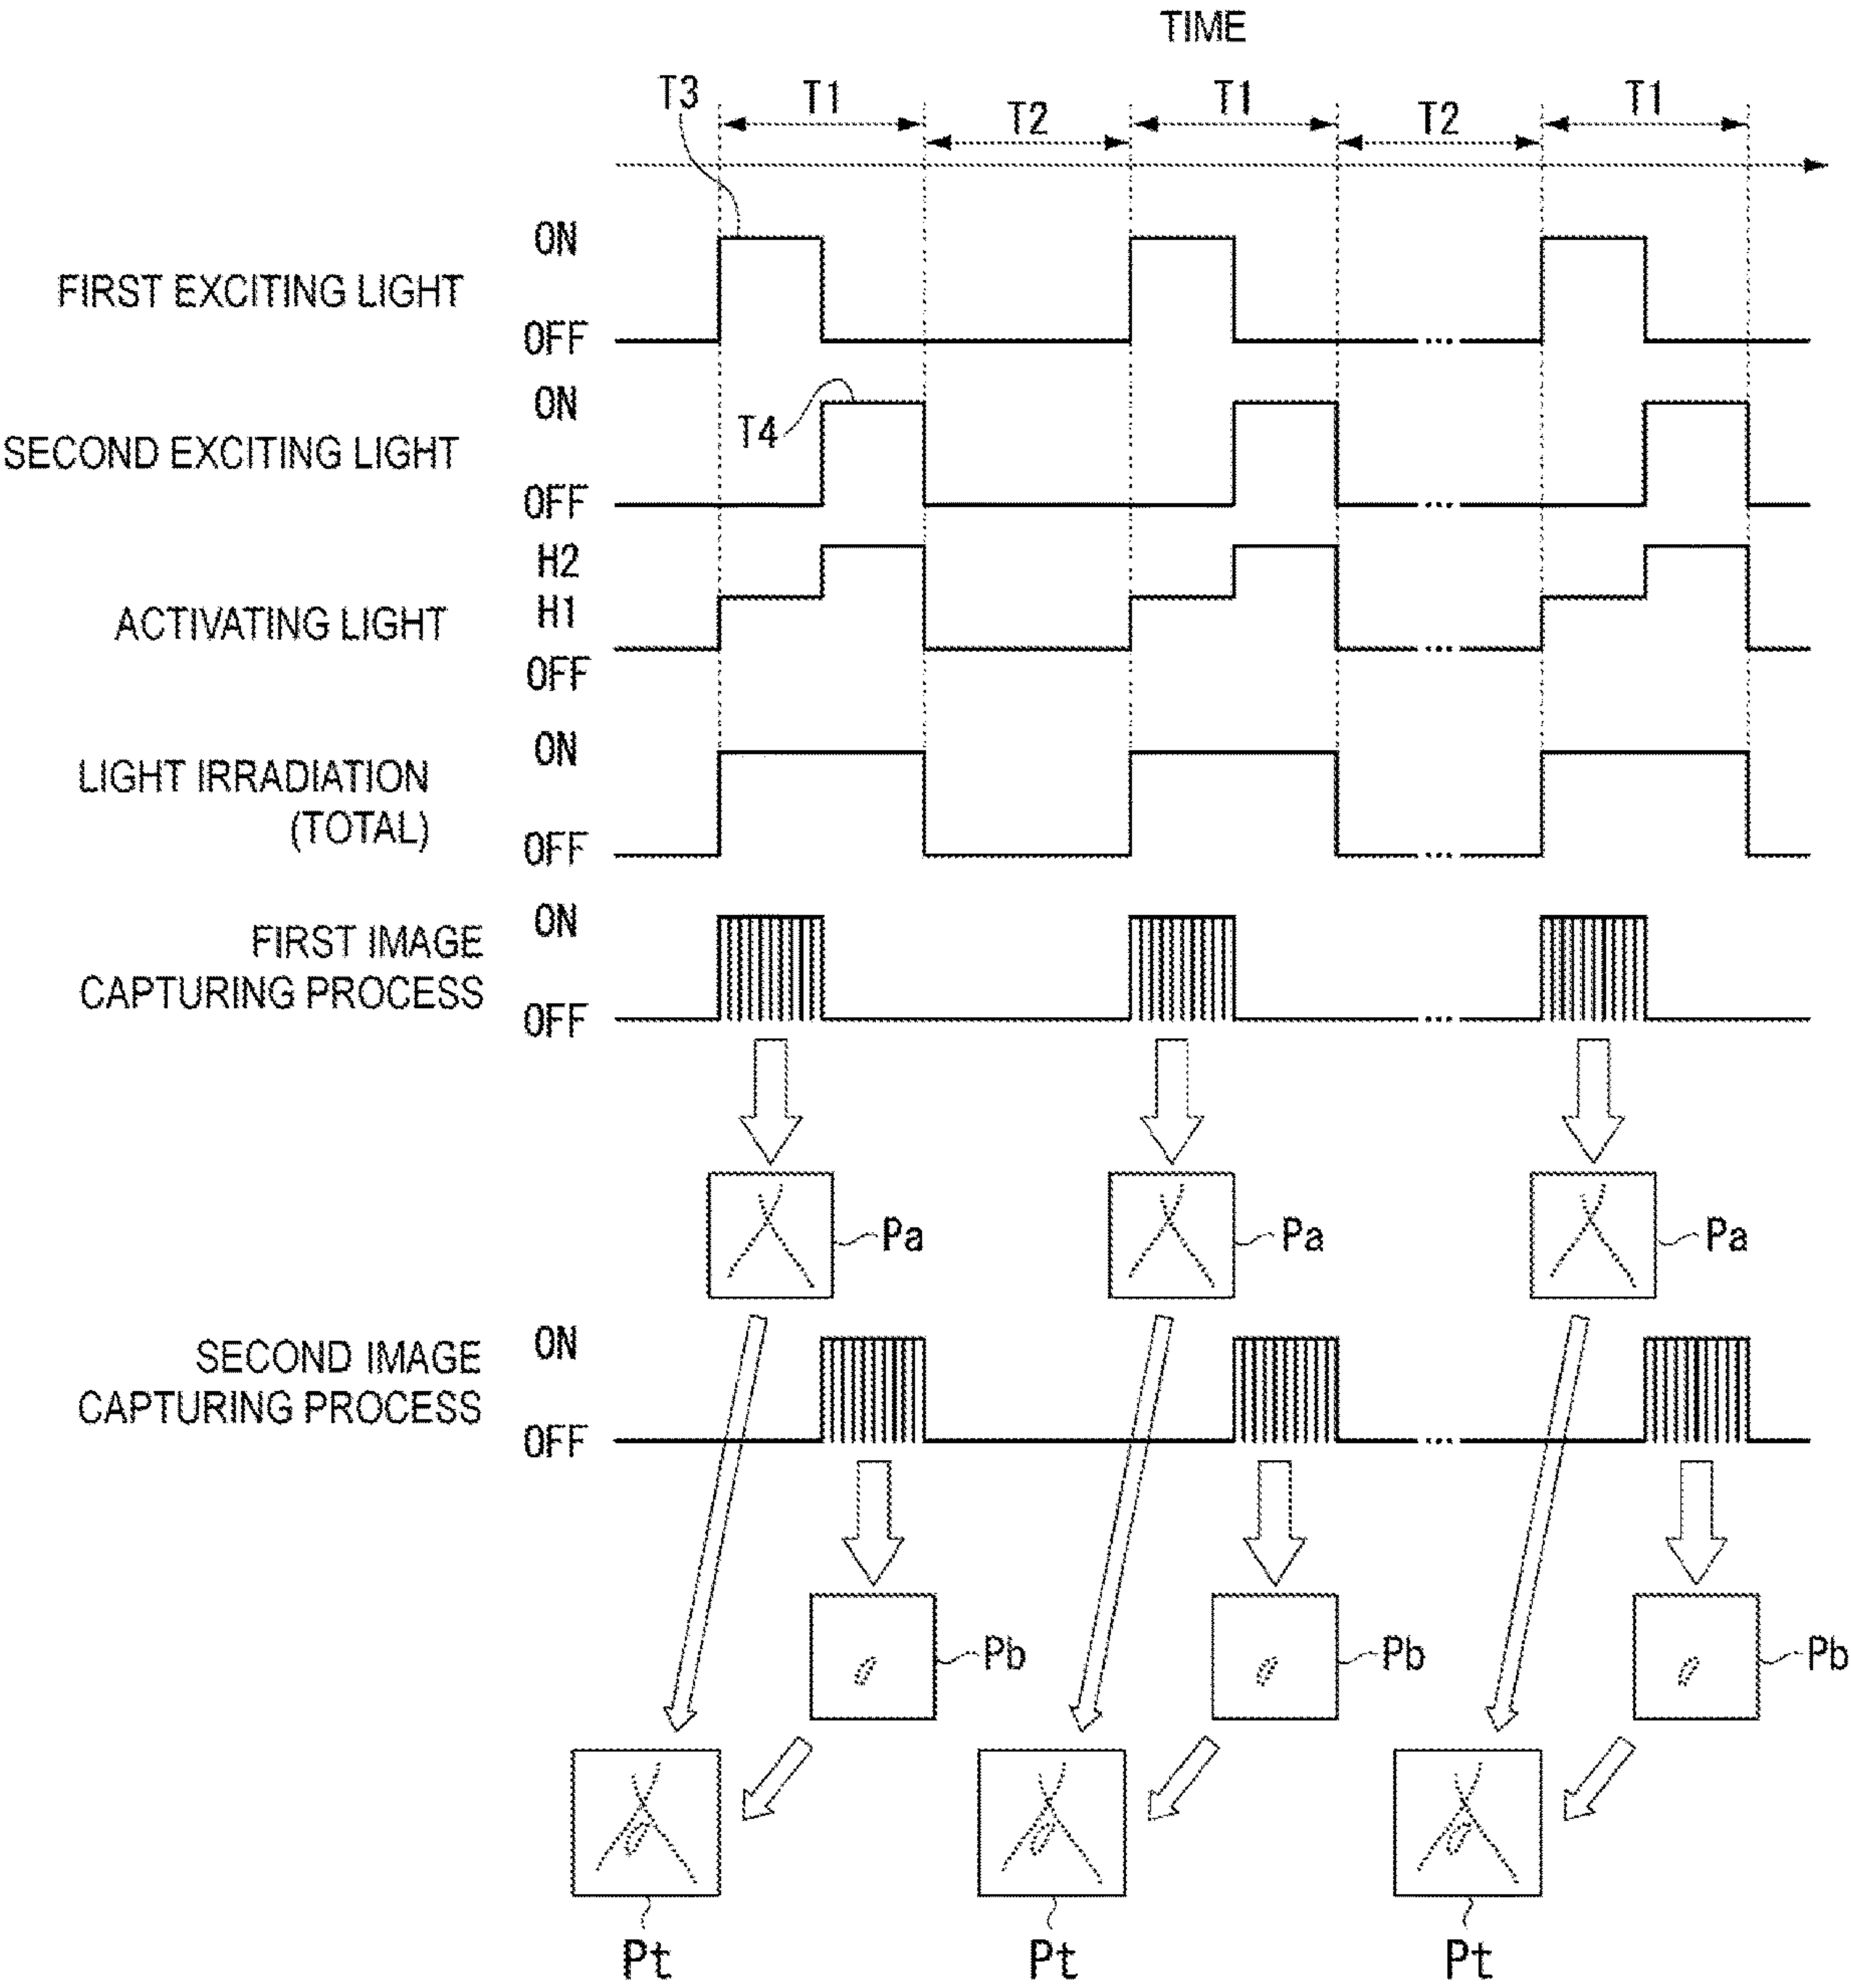 TIME
T3 T1 T2 T1 T2 T1
ON
FIRST EXCITING LIGHT
OFF
...
ON
T4
SECOND EXCITING LIGHT
OFF
...
H2
H1
ACTIVATING LIGHT
OFF
...
ON
LIGHT IRRADIATION
(TOTAL)
OFF
...
ON
FIRST IMAGE
CAPTURING PROCESS
OFF
...
Pa Pa Pa
ON
SECOND IMAGE
CAPTURING PROCESS
OFF
...
Pb Pb Pb
Pt Pt Pt